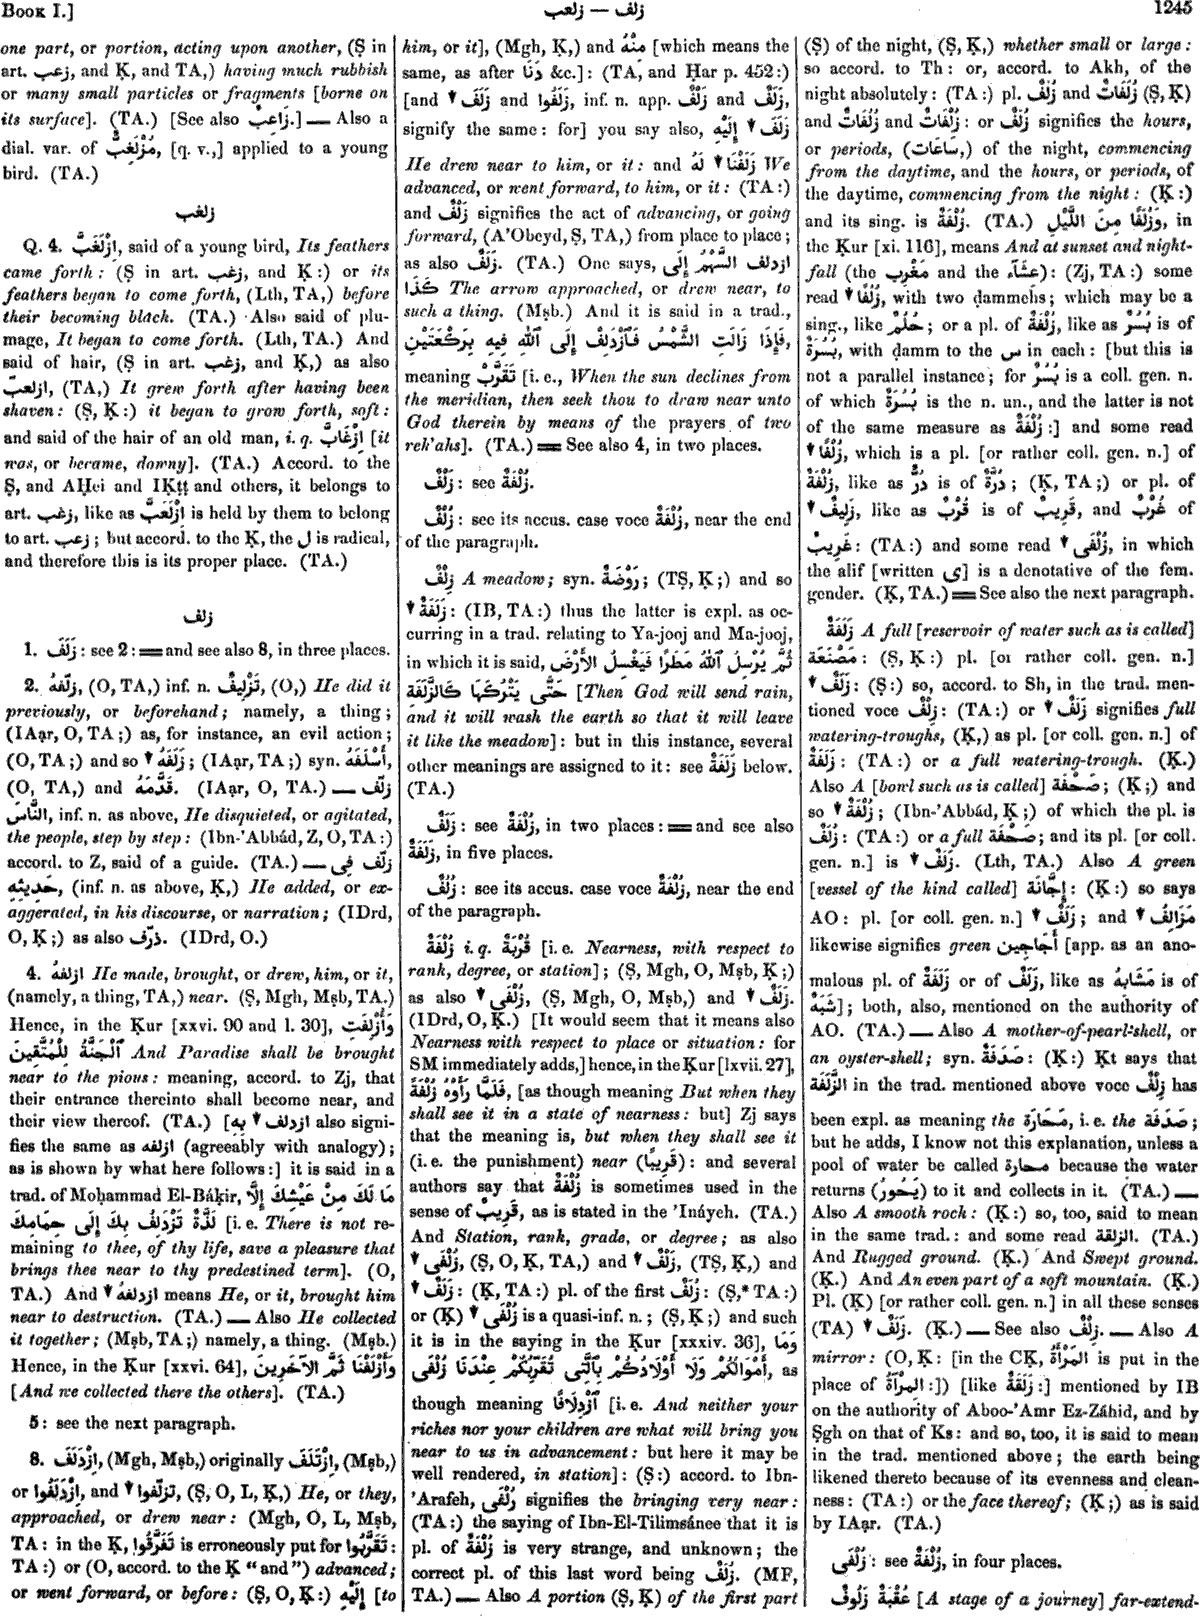 BOOK I.]
زلف — زلعب
1245
one part, or portion, acting upon another, (Ṣ in
art. زعب, and Ḳ, and TA,) having much rubbish
or many small particles or fragments [borne on
its surface]. (TA.) [See also زَاعِبٌ.] — Also a
dial. var. of مُزْلَغِبٌّ, [q. v.,] applied to a young
bird. (TA.)
زلغب
Q. 4. اِزْلَغَبَّ, said of a young bird, Its feathers
came forth: (Ṣ in art. زغب, and Ḳ:) or its
feathers began to come forth, (Lth, TA,) before
their becoming black. (TA.) Also said of plu-
mage, It began to come forth. (Lth, TA.) And
said of hair, (Ṣ in art. زغب, and Ḳ,) as also
ازلعبّ, (TA,) It grew forth after having been
shaven: (Ṣ, Ḳ:) it began to grow forth, soft:
and said of the hair of an old man, i. q. اِزْغَابَّ [it
was, or became, downy]. (TA.) Accord. to the
Ṣ, and AḤei and IḲṭṭ and others, it belongs to
art. زغب, like as اِزْلَعَبَّ is held by them to belong
to art. زعب; but accord. to the Ḳ, the ل is radical,
and therefore this is its proper place. (TA.)
زلف
1. زَلَفَ: see 2: ═ and see also 8, in three places.
2. زلّفهُ, (O, TA,) inf. n. تَزْلِيفٌ, (O,) He did it
previously, or beforehand; namely, a thing;
(IAạr, O, TA;) as, for instance, an evil action;
(O, TA;) and so ↓ زَلَفَهُ; (IAạr, TA;) syn. أَسْلَفَهُ,
(O, TA,) and قَدَّمَهُ. (IAạr, O, TA.) — زلّف
النَّاسَ, inf. n. as above, He disquieted, or agitated,
the people, step by step: (Ibn-'Abbád, Z, O, TA:)
accord. to Z, said of a guide. (TA.) — زلّف فِى
حَدِيثِهِ, (inf. n. as above, Ḳ,) He added, or ex-
aggerated, in his discourse, or narration; (IDrd,
O, Ḳ;) as also ذرّف. (IDrd, O.)
4. ازلفهُ He made, brought, or drew, him, or it,
(namely, a thing, TA,) near. (Ṣ, Mgh, Mṣb, TA.)
Hence, in the Ḳur [xxvi. 90 and l. 30], وَأُزْلِفَتِ
ٱلْجَنَّةُ لِلْمُتَّقِينَ And Paradise shall be brought
near to the pious: meaning, accord. to Zj, that
their entrance thereinto shall become near, and
their view thereof. (TA.) [↓ ازدلف بِهِ also signi-
fies the same as ازلفه (agreeably with analogy);
as is shown by what here follows:] it is said in a
trad. of Moḥammad El-Báḳir, مَا لَكَ مِنْ عَيْشِكَ إِلَّا
لَذَّةٌ تَزْدَلِفُ بِكَ إِلَى حِمَامِكَ [i. e. There is not re-
maining to thee, of thy life, save a pleasure that
brings thee near to thy predestined term]. (O,
TA.) And ↓ ازدلفهُ means He, or it, brought him
near to destruction. (TA.) — Also He collected
it together; (Mṣb, TA;) namely, a thing. (Mṣb.)
Hence, in the Ḳur [xxvi. 64], وَأَزْلَفْنَا ثَمَّ الآخَرِينَ
[And we collected there the others]. (TA.)
5: see the next paragraph.
8. اِزْدَلَفَ, (Mgh, Mṣb,) originally اِزْتَلَفَ, (Mṣb,)
or اِزْدَلَفُوا, and ↓ تزلّفوا, (Ṣ, O, L, Ḳ,) He, or they,
approached, or drew near: (Mgh, O, L, Mṣb,
TA: in the Ḳ, تَفَرَّقُوا is erroneously put for تَقَرَّبُوا:
TA:) or (O, accord. to the Ḳ "and") advanced;
or went forward, or before: (Ṣ, O, Ḳ:) إِلَيْهِ [to
him, or it], (Mgh, Ḳ,) and مِنْهُ [which means the
same, as after دَنَا &c.]: (TA, and Ḥar p. 452:)
[and ↓ زَلَفَ and زَلَفُوا, inf. n. app. زَلْفٌ and زَلَفٌ,
signify the same: for] you say also, ↓ زَلَفَ إِلَيْهِ
He drew near to him, or it: and ↓ زَلَفْنَا لَهُ We
advanced, or went forward, to him, or it: (TA:)
and زَلْفٌ signifies the act of advancing, or going
forward, (A'Obeyd, Ṣ, TA,) from place to place;
as also زَلَفٌ. (TA.) One says, ازدلف السَّهْمُ إِلَى
كَذَا The arrow approached, or drew near, to
such a thing. (Mṣb.) And it is said in a trad.,
فَإِذَا زَالَتِ الشَّمْسُ فَٱزْدَلِفْ إِلَى ٱللّٰهِ فِيهِ بِرَكْعَتَيْنِ,
meaning تَقَرَّبْ [i. e., When the sun declines from
the meridian, then seek thou to draw near unto
God therein by means of the prayers of two
rek'ahs]. (TA.) ═ See also 4, in two places.
زَلْفٌ: see زُلْفَةٌ.
زُلْفٌ: see its accus. case voce زُلْفَةٌ, near the end
of the paragraph.
زِلْفٌ A meadow; syn. رَوْضَةٌ; (TṢ, Ḳ;) and so
↓ زَلَفَةٌ: (IB, TA:) thus the latter is expl. as oc-
curring in a trad. relating to Ya-jooj and Ma-jooj,
in which it is said, ثُمَّ يُرْسِلُ ٱللّٰهُ مَطَرًا فَيَغْسِلُ الأَرْضَ
حَتَّى يَتْرُكَهَا كَالزَّلَفَةِ [Then God will send rain,
and it will wash the earth so that it will leave
it like the meadow]: but in this instance, several
other meanings are assigned to it: see زَلَفَةٌ below.
(TA.)
زَلَفٌ: see زُلْفَةٌ, in two places: ═ and see also
زَلَفَةٌ, in five places.
زُلُفٌ: see its accus. case voce زُلْفَةٌ, near the end
of the paragraph.
زُلْفَةٌ i. q. قُرْبَةٌ [i. e. Nearness, with respect to
rank, degree, or station]; (Ṣ, Mgh, O, Mṣb, Ḳ;)
as also ↓ زُلْفَى, (Ṣ, Mgh, O, Mṣb,) and ↓ زَلَفٌ.
(IDrd, O, Ḳ.) [It would seem that it means also
Nearness with respect to place or situation: for
SM immediately adds,] hence, in the Ḳur [lxvii. 27],
فَلَمَّا رَأَوْهُ زُلْفَةً, [as though meaning But when they
shall see it in a state of nearness: but] Zj says
that the meaning is, but when they shall see it
(i. e. the punishment) near (قَرِيبًا): and several
authors say that زُلْفَةٌ is sometimes used in the
sense of قَرِيبٌ, as is stated in the 'Ináyeh. (TA.)
And Station, rank, grade, or degree; as also
↓ زُلْفَى, (Ṣ, O, Ḳ, TA,) and ↓ زَلْفٌ, (TṢ, Ḳ,) and
↓ زَلَفٌ: (Ḳ, TA:) pl. of the first زُلَفٌ: (Ṣ,* TA:)
or (Ḳ) ↓ زُلْفَى is a quasi-inf. n.; (Ṣ, Ḳ;) and such
it is in the saying in the Ḳur [xxxiv. 36], وَمَا
أَمْوَالُكُمْ وَلَا أَوْلَادُكُمْ بِٱلَّتِى تُقَرِّبُكُمْ عِنْدَنَا زُلْفَى, as
though meaning ٱزْدِلَافًا [i. e. And neither your
riches nor your children are what will bring you
near to us in advancement: but here it may be
well rendered, in station]: (Ṣ:) accord. to Ibn-
'Arafeh, زُلْفَى signifies the bringing very near:
(TA:) the saying of Ibn-El-Tilimsánee that it is
pl. of زُلْفَةٌ is very strange, and unknown; the
correct pl. of this last word being زُلَفٌ. (MF,
TA.) — Also A portion (Ṣ, Ḳ) of the first part
(Ṣ) of the night, (Ṣ, Ḳ,) whether small or large:
so accord. to Th: or, accord. to Akh, of the
night absolutely: (TA:) pl. زُلَفٌ and زُلَفَاتٌ (Ṣ, Ḳ)
and زُلُفَاتٌ and زُلْفَاتٌ: or زُلَفٌ signifies the hours,
or periods, (سَاعَات,) of the night, commencing
from the daytime, and the hours, or periods, of
the daytime, commencing from the night: (Ḳ:)
and its sing. is زُلْفَةٌ. (TA.) وَزُلَفًا مِنَ اللَّيْلِ, in
the Ḳur [xi. 116], means And at sunset and night-
fall (the مَغْرِب and the عِشَآء): (Zj, TA:) some
read ↓ زُلُفًا, with two dammehs; which may be a
sing., like حُلُمٌ; or a pl. of زُلْفَةٌ, like as بُسُرٌ is of
بُسْرَةٌ, with damm to the س in each: [but this is
not a parallel instance; for بُسُرٌ is a coll. gen. n.
of which بُسُرَةٌ is the n. un., and the latter is not
of the same measure as زُلْفَةٌ:] and some read
↓ زُلْفًا, which is a pl. [or rather coll. gen. n.] of
زُلْفَةٌ, like as دُرٌّ is of دُرَّةٌ; (Ḳ, TA;) or pl. of
↓ زَلِيفٌ, like as قُرْبٌ is of قَرِيبٌ, and غُرْبٌ of
غَرِيبٌ: (TA:) and some read ↓ زُلْفَى, in which
the alif [written ى] is a denotative of the fem.
gender. (Ḳ, TA.) ═ See also the next paragraph.
زَلَفَةٌ A full [reservoir of water such as is called]
مَصْنَعَة: (Ṣ, Ḳ:) pl. [or rather coll. gen. n.]
↓ زَلَفٌ: (Ṣ:) so, accord. to Sh, in the trad. men-
tioned voce زِلْفٌ: (TA:) or ↓ زَلَفٌ signifies full
watering-troughs, (Ḳ,) as pl. [or coll. gen. n.] of
زَلَفَةٌ: (TA:) or a full watering-trough. (Ḳ.)
Also A [bowl such as is called] صَحْفَة; (Ḳ;) and
so ↓ زُلْفَةٌ; (Ibn-'Abbád, Ḳ;) of which the pl. is
زُلَفٌ: (TA:) or a full صَحْفَة; and its pl. [or coll.
gen. n.] is ↓ زَلَفٌ. (Lth, TA.) Also A green
[vessel of the kind called] إِجَّانَة: (Ḳ:) so says
AO: pl. [or coll. gen. n.] ↓ زَلَفٌ; and ↓ مَزَالِفُ
likewise signifies green أَجَاجِين [app. as an ano-
malous pl. of زَلَفَةٌ or of زَلَفٌ, like as مَشَابِهُ is of
شَبَهٌ]; both, also, mentioned on the authority of
AO. (TA.) — Also A mother-of-pearl-shell, or
an oyster-shell; syn. صَدَفَةٌ: (Ḳ:) Ḳt says that
الزَّلَفَة in the trad. mentioned above voce زِلْفٌ has
been expl. as meaning the مَحَارَة, i. e. the صَدَفَة;
but he adds, I know not this explanation, unless a
pool of water be called محارة because the water
returns (يَحُورُ) to it and collects in it. (TA.) —
Also A smooth rock: (Ḳ:) so, too, said to mean
in the same trad.: and some read الزلقة. (TA.)
And Rugged ground. (Ḳ.) And Swept ground.
(Ḳ.) And An even part of a soft mountain. (Ḳ.)
Pl. (Ḳ) [or rather coll. gen. n.] in all these senses
(TA) ↓ زَلَفٌ. (Ḳ.) — See also زِلْفٌ. — Also A
mirror: (O, Ḳ: [in the CḲ, المَرْأَةُ is put in the
place of المِرْآةُ:]) [like زَلَقَةٌ:] mentioned by IB
on the authority of Aboo-'Amr Ez-Záhid, and by
Ṣgh on that of Ks: and so, too, it is said to mean
in the trad. mentioned above; the earth being
likened thereto because of its evenness and clean-
ness: (TA:) or the face thereof; (Ḳ;) as is said
by IAạr. (TA.)
زُلْفَى: see زُلْفَةٌ, in four places.
عُقْبَةٌ زَلُوفٌ [A stage of a journey] far-extend-